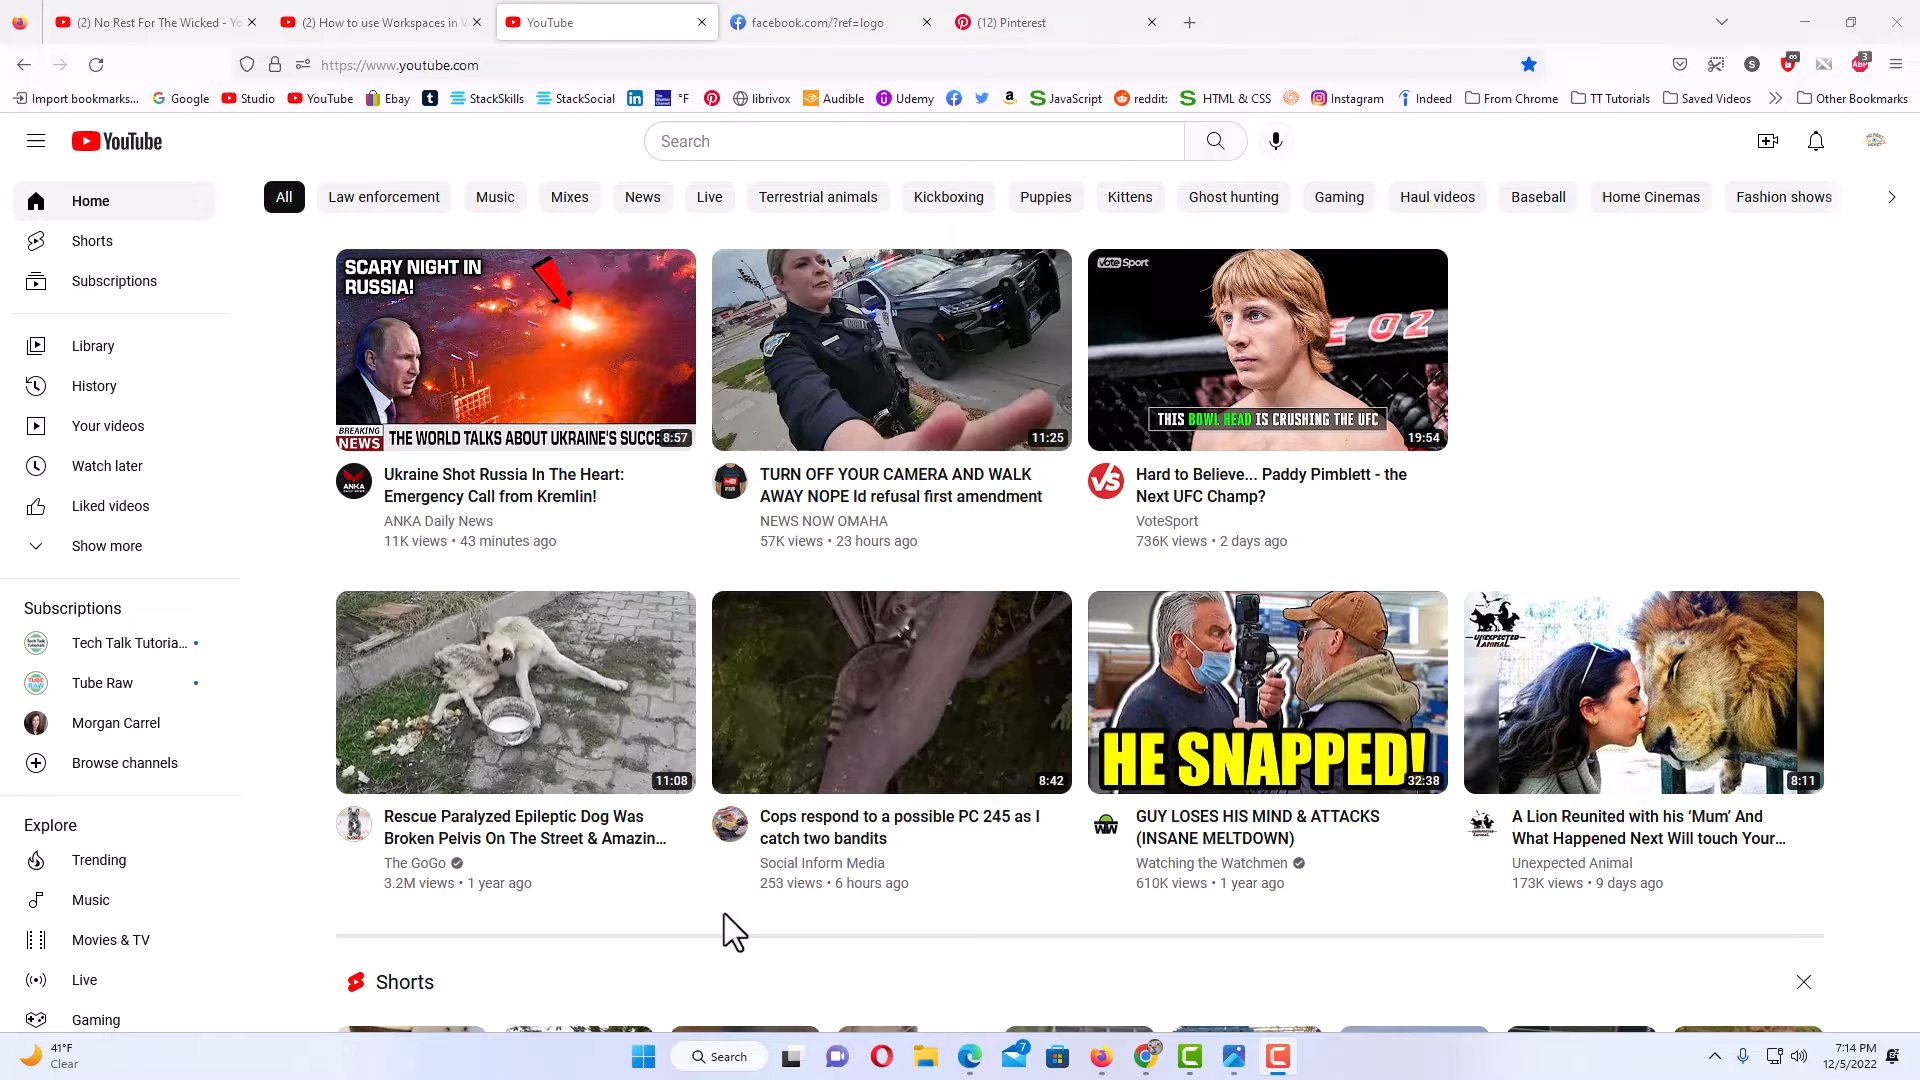 (2) No Rest For The Wicked - Yo
(2) How to use Workspaces in V
YouTube
facebook.com/?ref=logo
(12) Pinterest
https://www.youtube.com
3
ABP
Import bookmarks...
Google
Studio
YouTube
Ebay
°F
StackSkills
StackSocial
librivox
Audible
Udemy
JavaScript
reddit:
HTML & CSS
Instagram
Indeed
From Chrome
TT Tutorials
Saved Videos
Other Bookmarks
YouTube
Search
Home
Shorts
Subscriptions
Library
History
Your videos
Watch later
Liked videos
Show more
Subscriptions
Tech Talk Tutoria...
Tube Raw
Morgan Carrel
Browse channels
Explore
Trending
Music
Movies & TV
Live
Gaming
All
Law enforcement
Music
Mixes
News
Live
Terrestrial animals
Kickboxing
Puppies
Kittens
Ghost hunting
Gaming
Haul videos
Baseball
Home Cinemas
Fashion shows
SCARY NIGHT IN
RUSSIA!
BREAKING
NEWS
THE WORLD TALKS ABOUT UKRAINE'S SUCCE
8:57
Ukraine Shot Russia In The Heart:
Emergency Call from Kremlin!
ANKA Daily News
11K views • 43 minutes ago
11:25
TURN OFF YOUR CAMERA AND WALK
AWAY NOPE Id refusal first amendment
NEWS NOW OMAHA
57K views • 23 hours ago
Vote Sport
THIS BOWL HEAD IS CRUSHING THE UFC
19:54
Hard to Believe... Paddy Pimblett - the
Next UFC Champ?
VoteSport
736K views • 2 days ago
11:08
Rescue Paralyzed Epileptic Dog Was
Broken Pelvis On The Street & Amazin...
The GoGo
3.2M views • 1 year ago
8:42
Cops respond to a possible PC 245 as I
catch two bandits
Social Inform Media
253 views • 6 hours ago
HE SNAPPED!
32:38
GUY LOSES HIS MIND & ATTACKS
(INSANE MELTDOWN)
Watching the Watchmen
610K views • 1 year ago
UNEXPECTED
ANIMAL
8:11
A Lion Reunited with his ‘Mum’ And
What Happened Next Will touch Your...
Unexpected Animal
173K views • 9 days ago
Shorts
41°F
Clear
Search
7
7:14 PM
12/5/2022